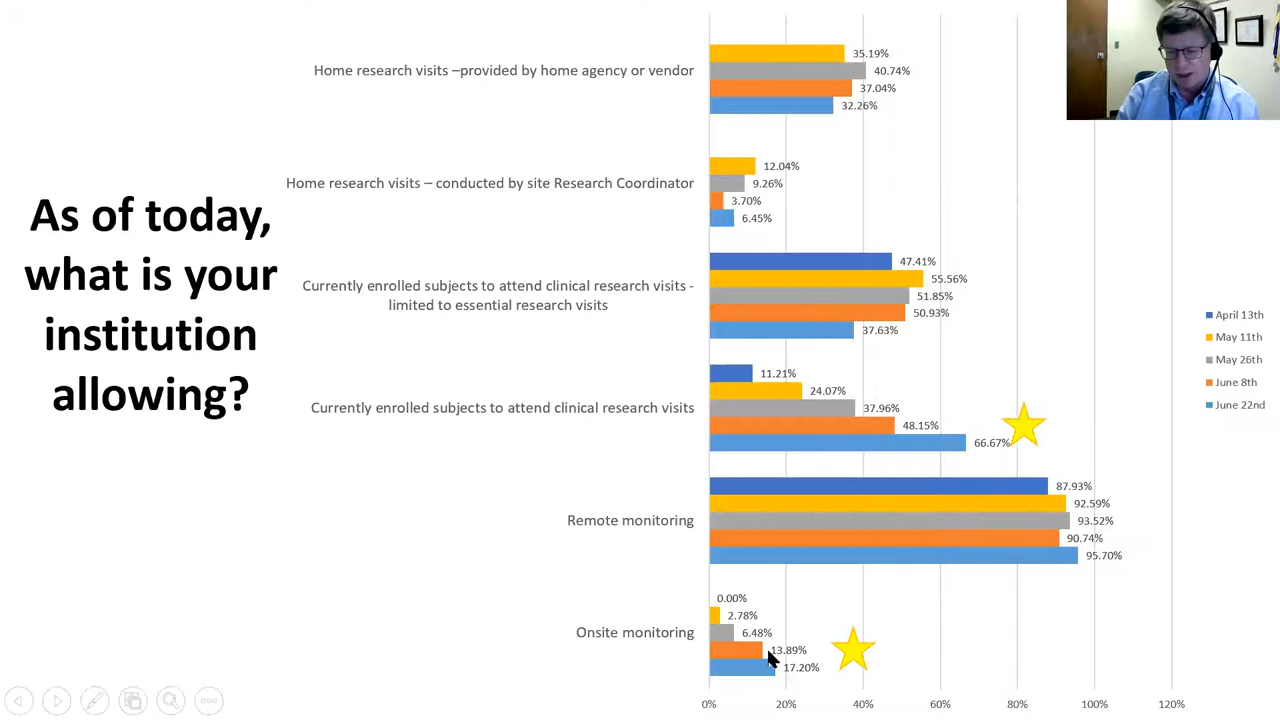 As of today,
what is your
institution
allowing?
Home research visits –provided by home agency or vendor
35.19%
40.74%
37.04%
32.26%
Home research visits – conducted by site Research Coordinator
12.04%
9.26%
3.70%
6.45%
Currently enrolled subjects to attend clinical research visits -
limited to essential research visits
47.41%
55.56%
51.85%
50.93%
37.63%
Currently enrolled subjects to attend clinical research visits
11.21%
24.07%
37.96%
48.15%
66.67%
Remote monitoring
87.93%
92.59%
93.52%
90.74%
95.70%
Onsite monitoring
0.00%
2.78%
6.48%
13.89%
17.20%
0% 20% 40% 60% 80% 100% 120%
April 13th
May 11th
May 26th
June 8th
June 22nd